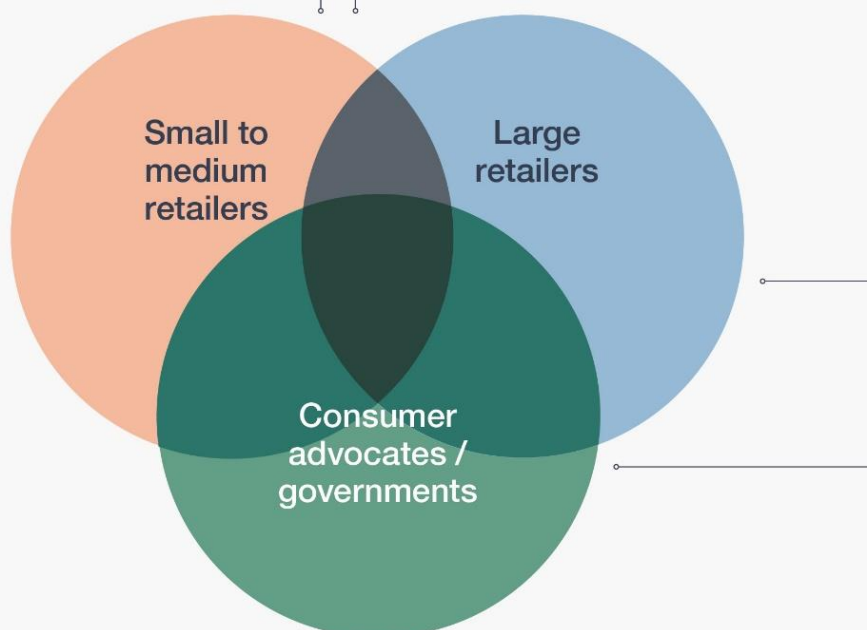 Small to
medium
retailers
Large
retailers
Consumer
advocates /
governments